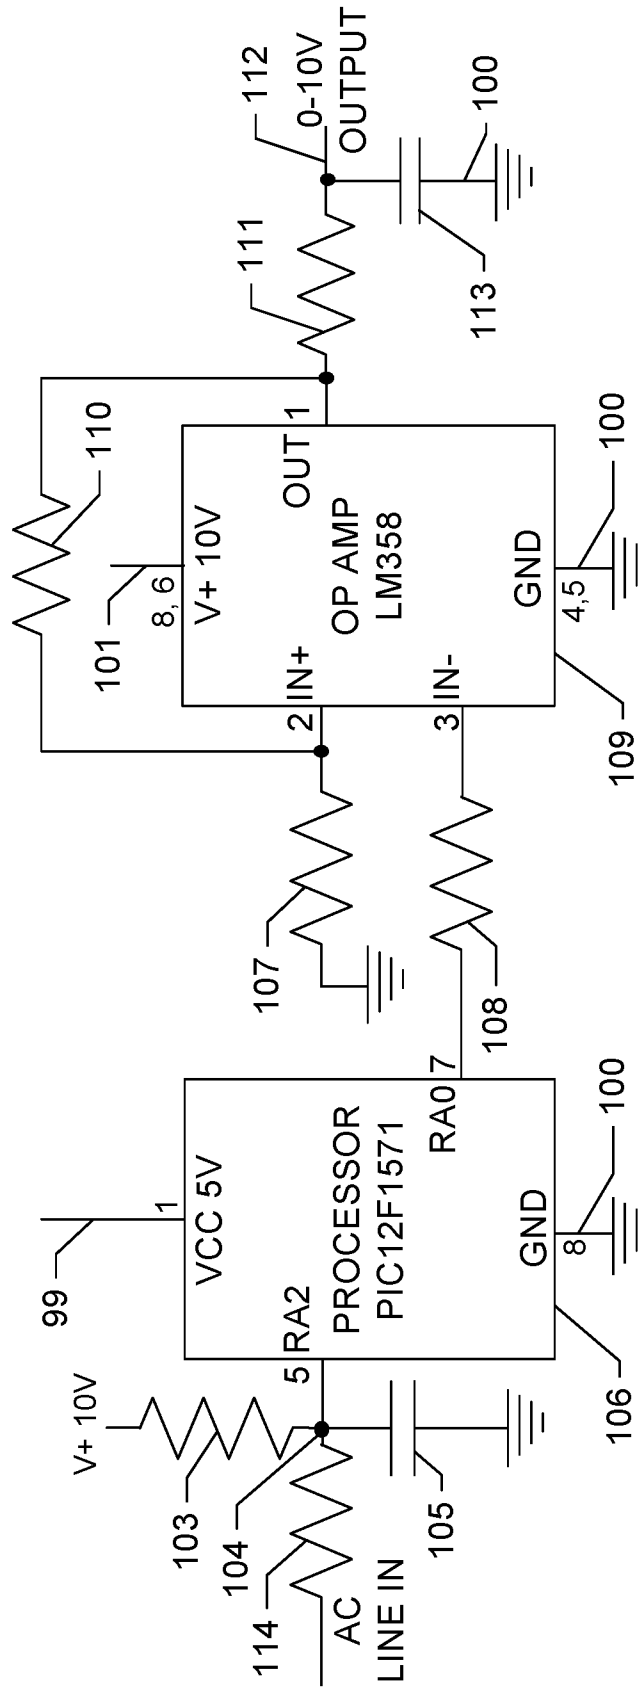 AC
LINE IN
114
104
103
V+ 10V
105
99
1
VCC 5V
5
RA2
PROCESSOR
PIC12F1571
RA0
7
GND
8
100
106
107
108
110
101
8, 6
V+ 10V
2
IN+
3
IN-
OP AMP
LM358
OUT
1
GND
4,5
100
109
111
112
0-10V
OUTPUT
113
100